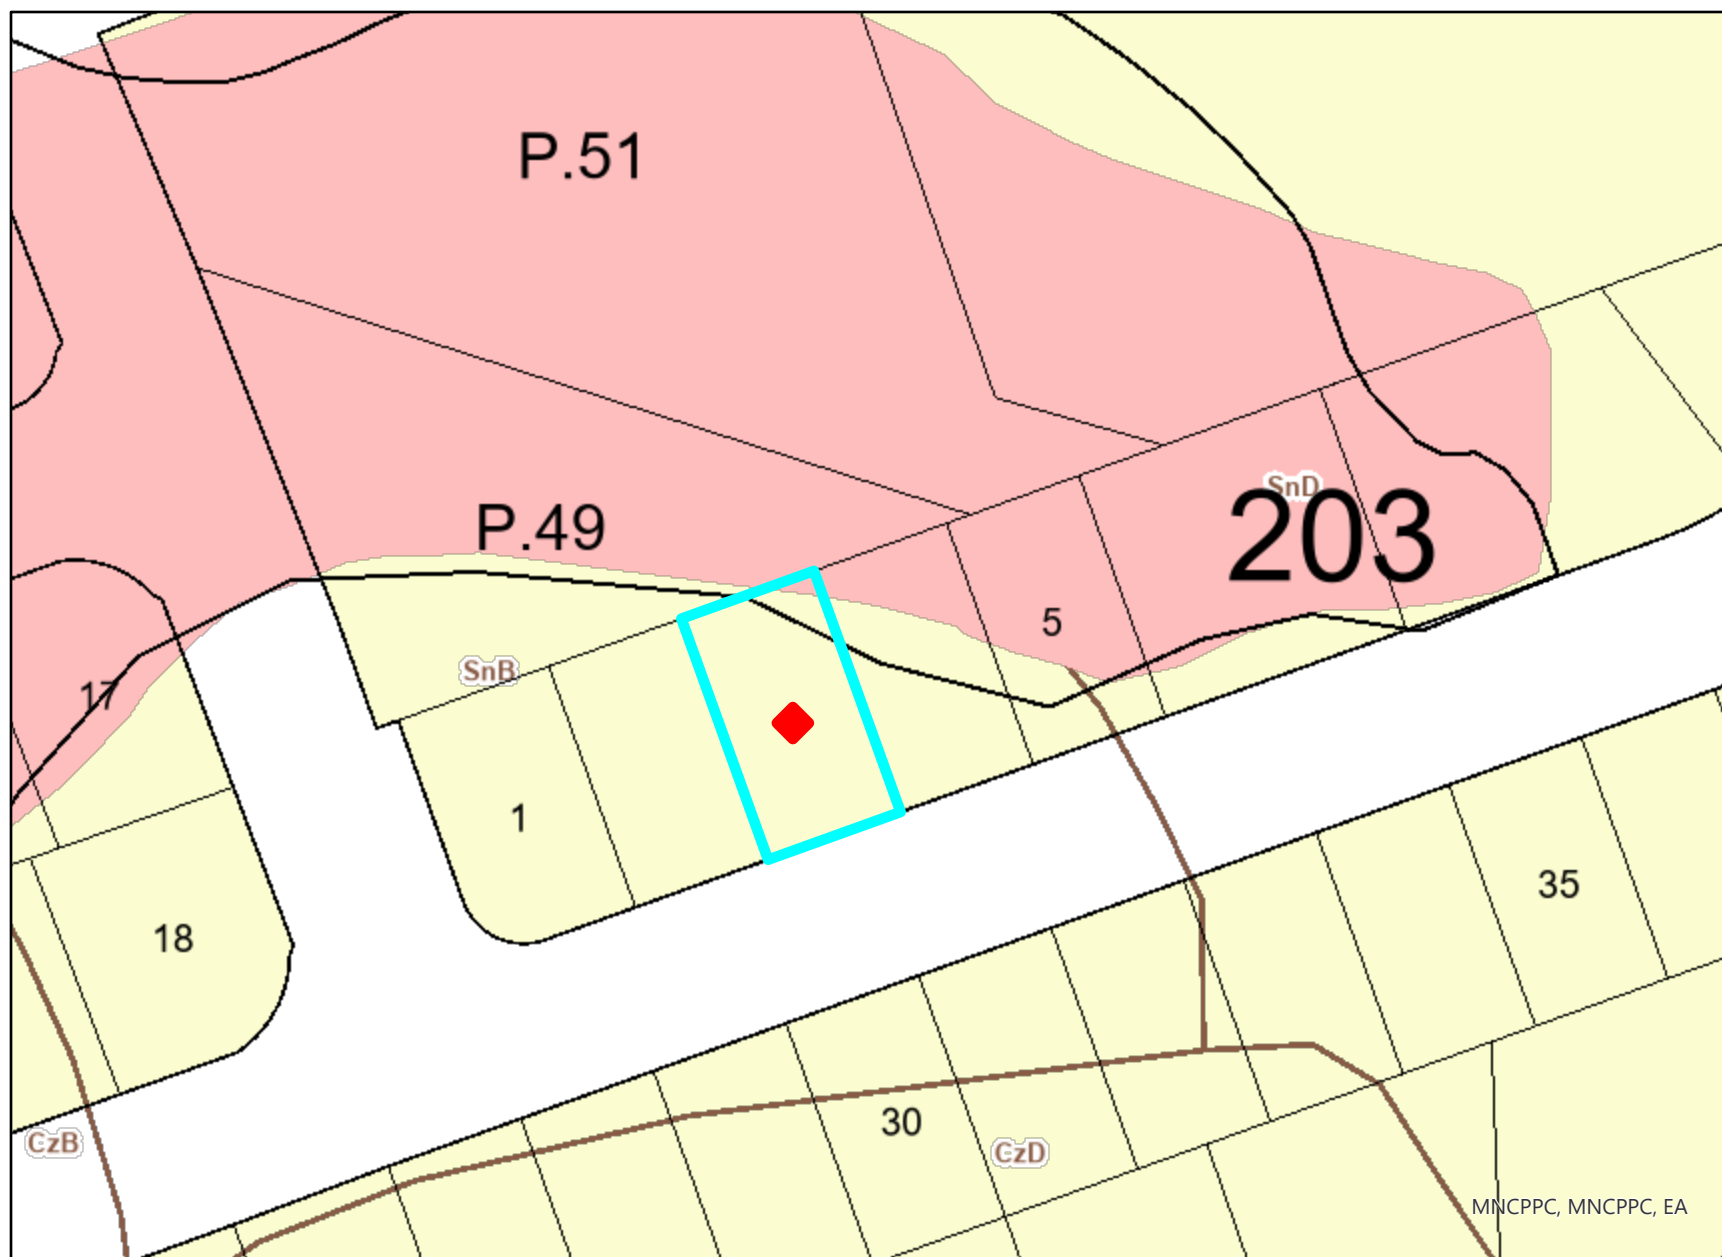 P.51
SnD
203
P.49
5
SnB
17
1
35
18
30
CzB
CzD
MNCPPC, MNCPPC, EA